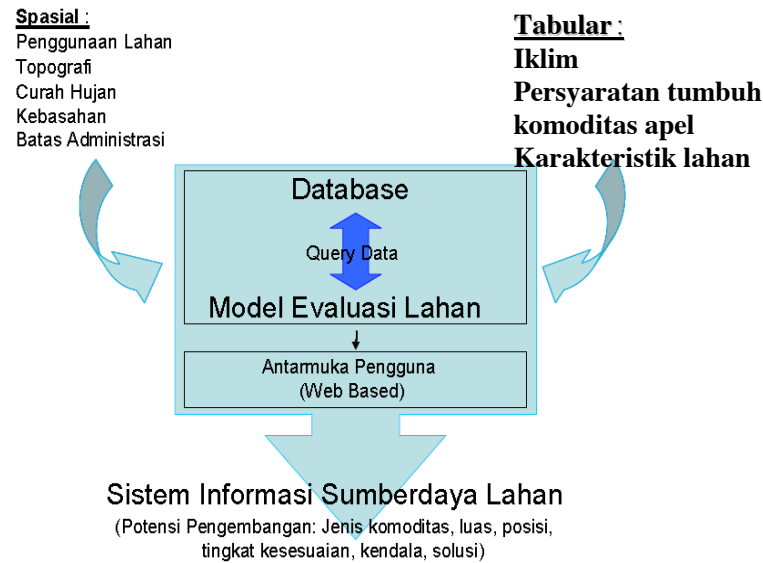 Spasial :
Penggunaan Lahan
Topografi
Curah Hujan
Kebasahan
Batas Administrasi
Tabular :
Iklim
Persyaratan tumbuh
komoditas apel
Karakteristik lahan
Database
Query Data
Model Evaluasi Lahan
Antarmuka Pengguna
(Web Based)
Sistem Informasi Sumberdaya Lahan
(Potensi Pengembangan: Jenis komoditas, luas, posisi,
tingkat kesesuaian, kendala, solusi)